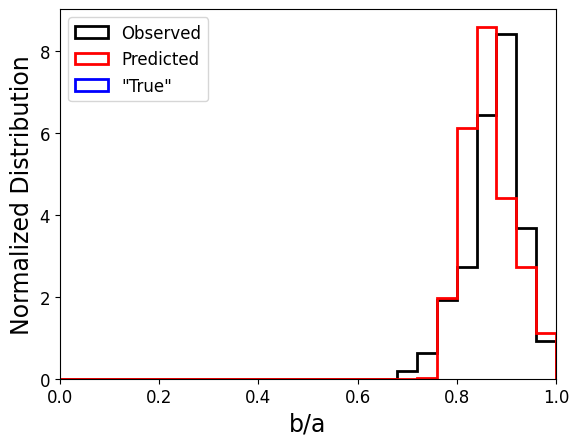 Observed
Predicted
"True"
Normalized Distribution
8
6
4
2
0
0.0 0.2 0.4 0.6 0.8 1.0
b/a